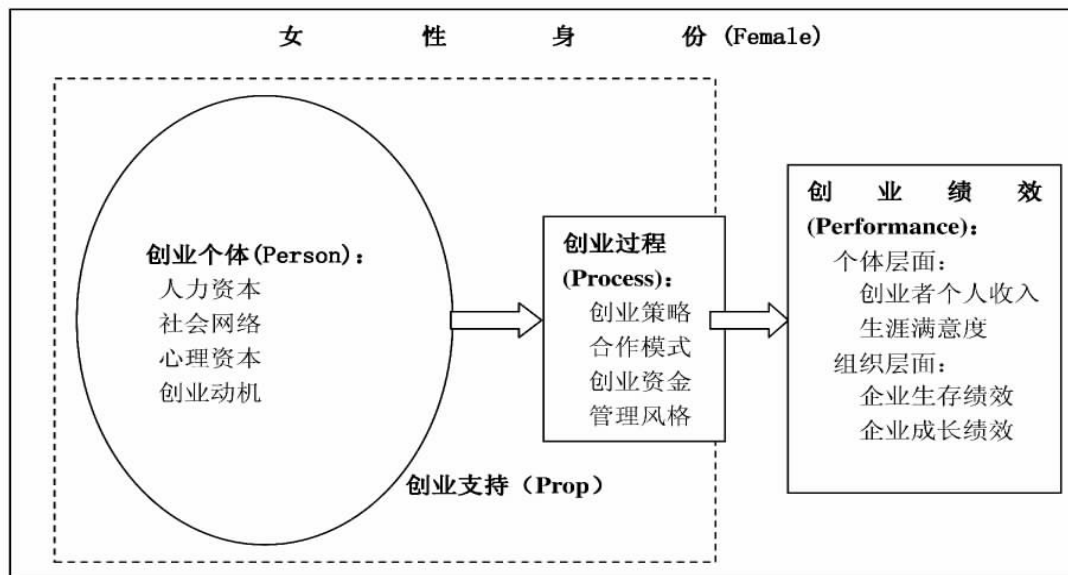 女性身份(Female)
创业个体(Person)：
人力资本
社会网络
心理资本
创业动机
创业支持（Prop）
创业过程
(Process)：
创业策略
合作模式
创业资金
管理风格
创业绩效
(Performance)：
个体层面：
创业者个人收入
生涯满意度
组织层面：
企业生存绩效
企业成长绩效